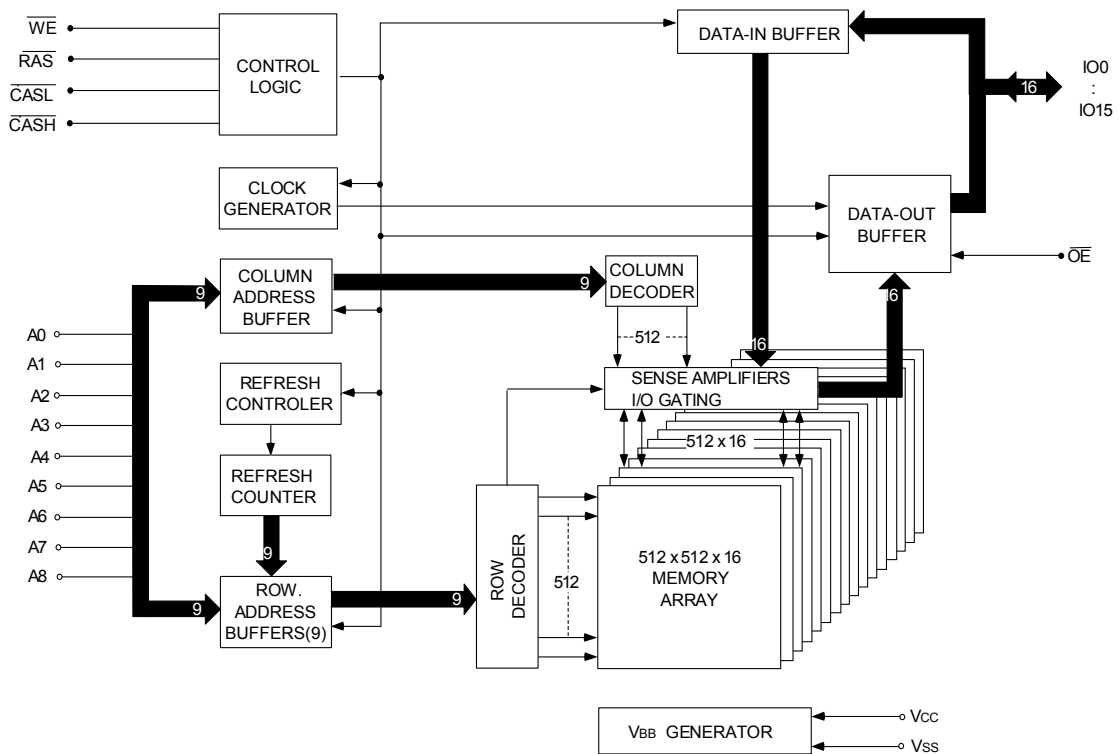 WE
RAS
CASL
CASH
CONTROL
LOGIC
DATA-IN BUFFER
16
IO0
:
IO15
CLOCK
GENERATOR
DATA-OUT
BUFFER
OE
9
COLUMN
ADDRESS
BUFFER
9
COLUMN
DECODER
512
16
16
A0
A1
A2
A3
A4
A5
A6
A7
A8
SENSE AMPLIFIERS
I/O GATING
REFRESH
CONTROLER
512 x 16
REFRESH
COUNTER
9
9
ROW.
ADDRESS
BUFFERS(9)
9
ROW
DECODER
512
512 x 512 x 16
MEMORY
ARRAY
VBB GENERATOR
VCC
VSS